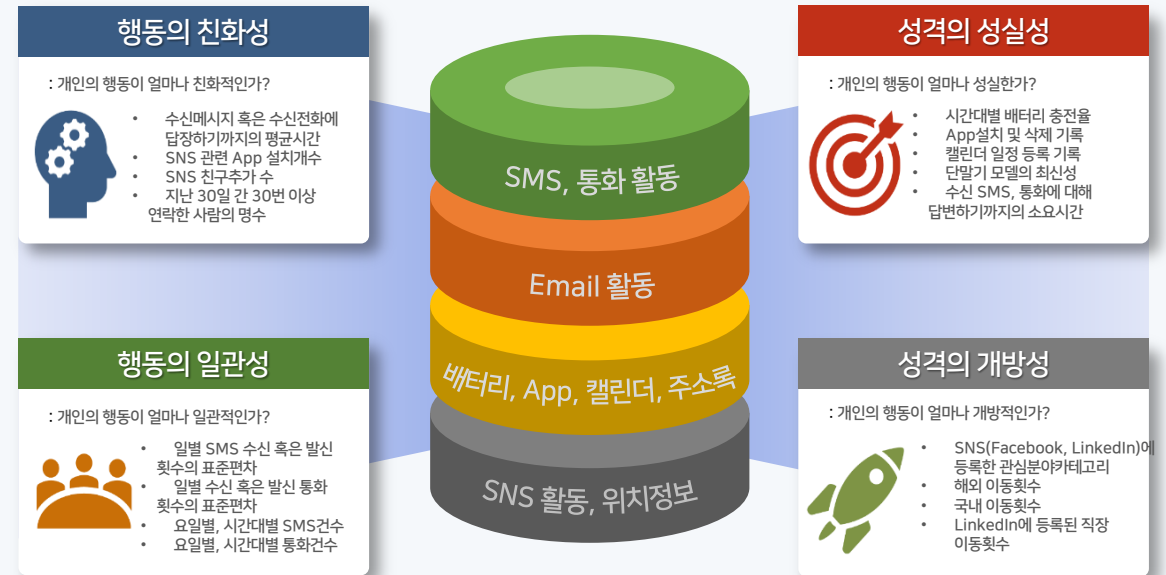 행동의 친화성
: 개인의 행동이 얼마나 친화적인가?
• 수신메시지 혹은 수신전화에
답장하기까지의 평균시간
• SNS 관련 App 설치개수
• SNS 친구추가 수
• 지난 30일 간 30번 이상
연락한 사람의 명수
성격의 성실성
: 개인의 행동이 얼마나 성실한가?
• 시간대별 배터리 충전율
• App설치 및 삭제 기록
• 캘린더 일정 등록 기록
• 단말기 모델의 최신성
• 수신 SMS, 통화에 대해
답변하기까지의 소요시간
SMS, 통화 활동
Email 활동
배터리, App, 캘린더, 주소록
SNS 활동, 위치정보
행동의 일관성
: 개인의 행동이 얼마나 일관적인가?
• 일별 SMS 수신 혹은 발신
횟수의 표준편차
• 일별 수신 혹은 발신 통화
횟수의 표준편차
• 요일별, 시간대별 SMS건수
• 요일별, 시간대별 통화건수
성격의 개방성
: 개인의 행동이 얼마나 개방적인가?
• SNS(Facebook, LinkedIn)에
등록한 관심분야카테고리
• 해외 이동횟수
• 국내 이동횟수
• LinkedIn에 등록된 직장
이동횟수